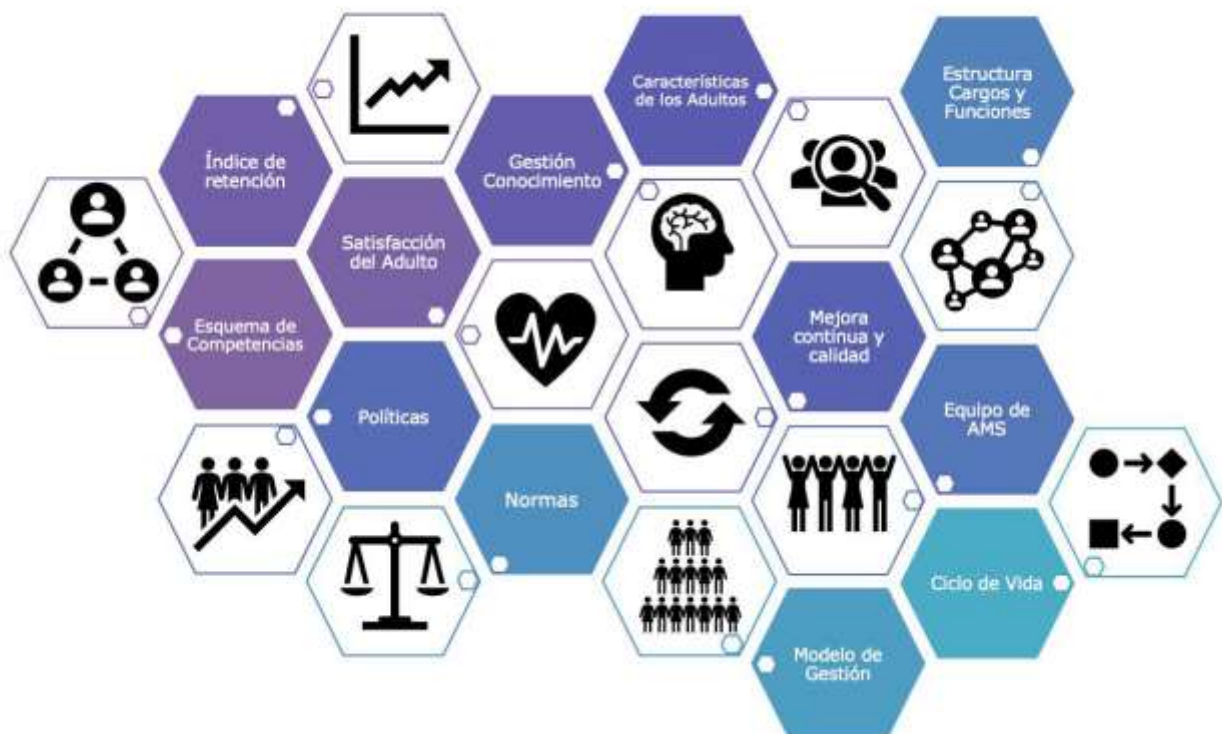 Características
de los Adultos
Estructura
Cargos y
Funciones
Índice de
retención
Gestión
Conocimiento
Satisfacción
del Adulto
Esquema de
Competencias
Mejora
continua y
calidad
Políticas
Equipo de
AMS
Normas
Ciclo de Vida
Modelo de
Gestión